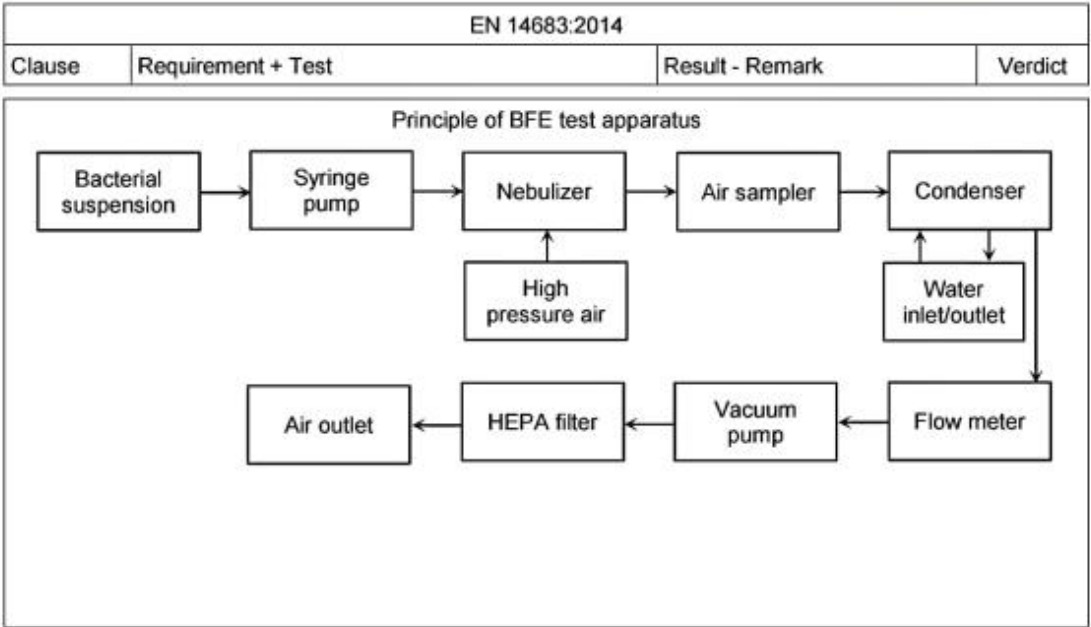 EN 14683:2014
Clause Requirement + Test Result - Remark Verdict
Principle of BFE test apparatus
Bacterial
suspension
Syringe
pump
Nebulizer
Air sampler
Condenser
High
pressure air
Water
inlet/outlet
Air outlet
HEPA filter
Vacuum
pump
Flow meter